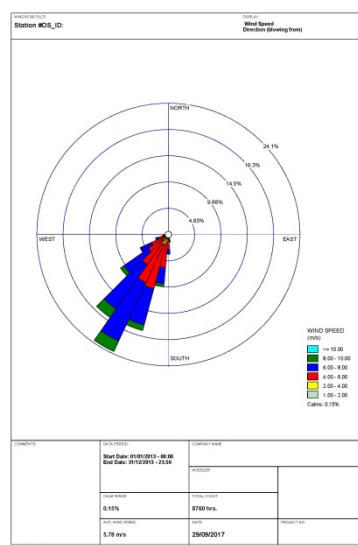 WINDROSE PLOT:
Station #OS_ID:
DISPLAY:
Wind Speed
Direction (blowing from)
NORTH
24.1%
19.3%
14.5%
9.66%
4.83%
WEST
EAST
SOUTH
WIND SPEED
(m/s)
>= 10.00
8.00 - 10.00
6.00 - 8.00
4.00 - 6.00
2.00 - 4.00
1.00 - 2.00
Calms: 0.15%
COMMENTS:
DATA PERIOD:
Start Date: 01/01/2013 - 00:00
End Date: 31/12/2013 - 23:59
COMPANY NAME:
MODELER:
CALM WINDS:
0.15%
TOTAL COUNT:
8760 hrs.
AVG. WIND SPEED:
5.78 m/s
DATE:
29/09/2017
PROJECT NO.: